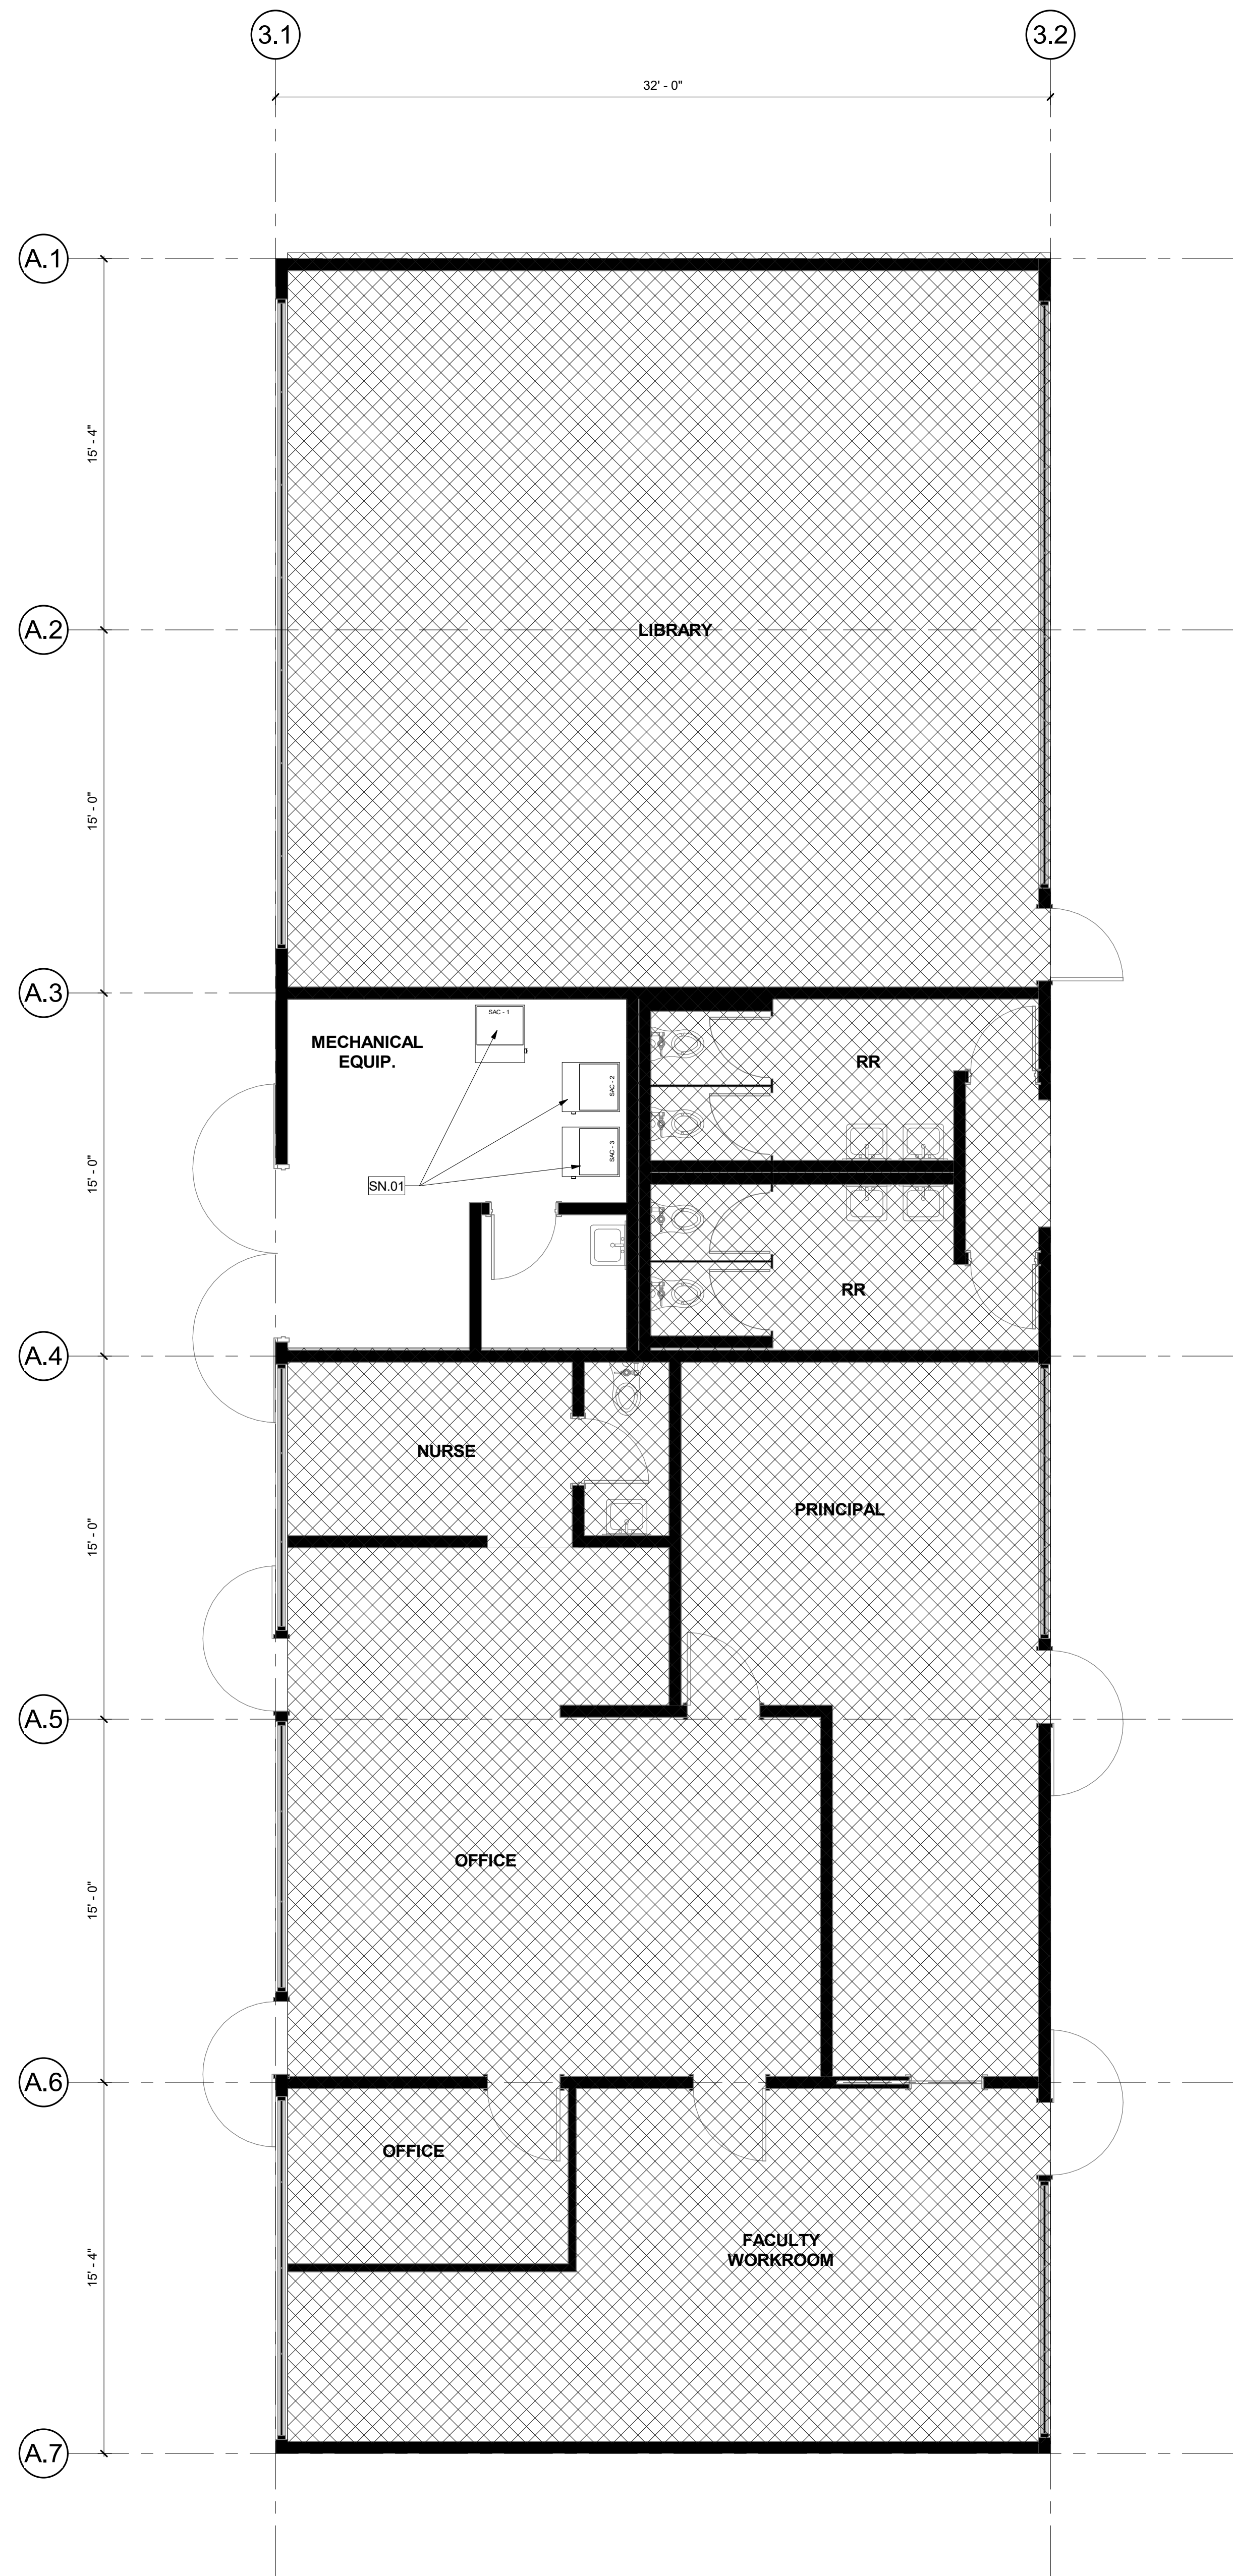 3.1
3.2
32' - 0"
A.1
15' - 4"
A.2
LIBRARY
15' - 0"
A.3
SAC - 1
MECHANICAL
EQUIP.
RR
SAC - 2
SAC - 3
15' - 0"
SN.01
RR
A.4
NURSE
PRINCIPAL
15' - 0"
A.5
OFFICE
15' - 0"
A.6
OFFICE
FACULTY
WORKROOM
15' - 4"
A.7